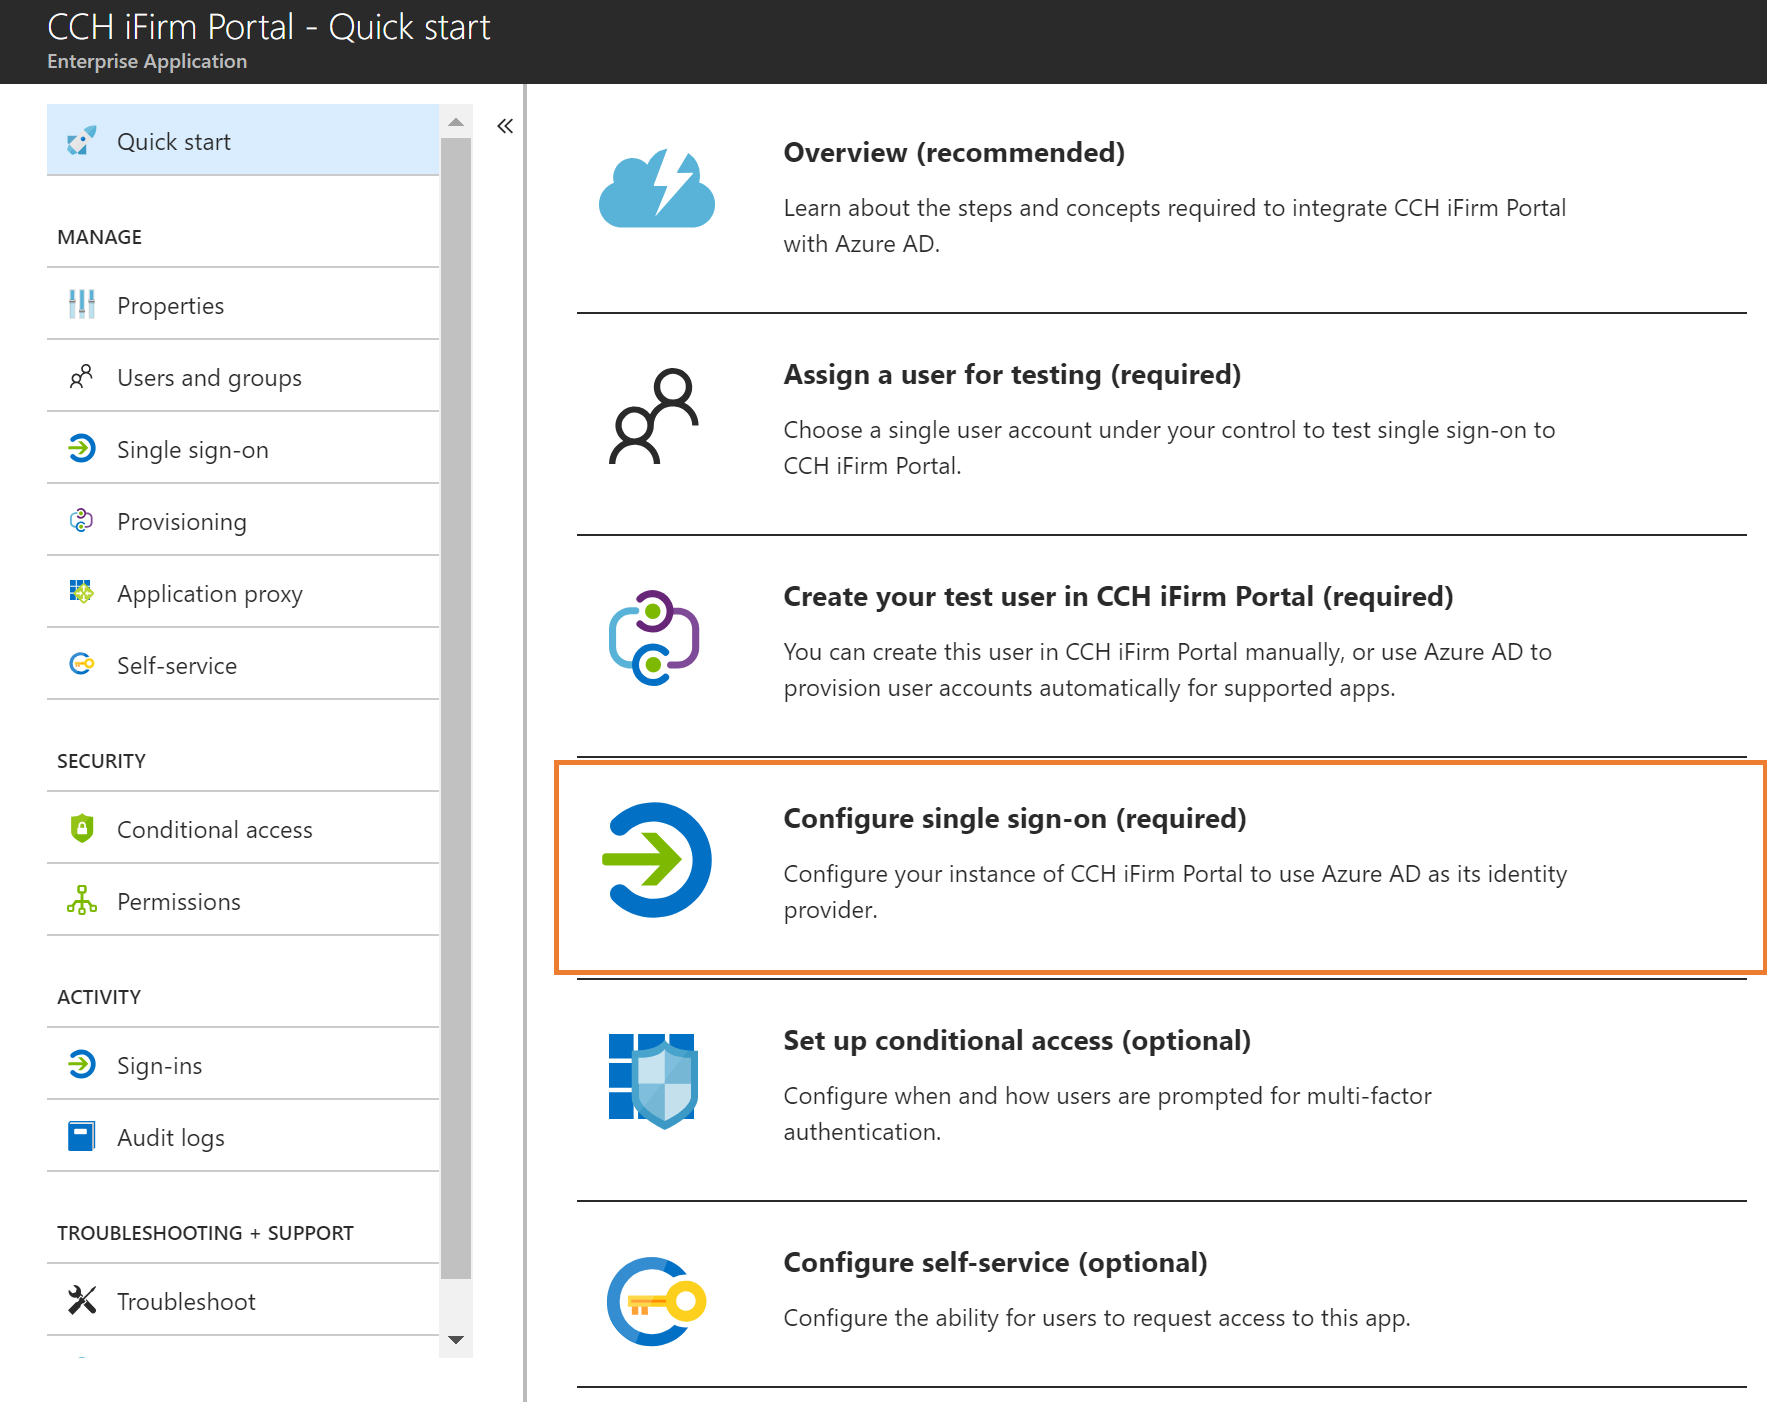 CCH iFirm Portal - Quick start
Enterprise Application
Quick start
MANAGE
Properties
Users and groups
Single sign-on
Provisioning
Application proxy
Self-service
SECURITY
Conditional access
Permissions
ACTIVITY
Sign-ins
Audit logs
TROUBLESHOOTING + SUPPORT
Troubleshoot
Overview (recommended)
Learn about the steps and concepts required to integrate CCH iFirm Portal
with Azure AD.
Assign a user for testing (required)
Choose a single user account under your control to test single sign-on to
CCH iFirm Portal.
Create your test user in CCH iFirm Portal (required)
You can create this user in CCH iFirm Portal manually, or use Azure AD to
provision user accounts automatically for supported apps.
Configure single sign-on (required)
Configure your instance of CCH iFirm Portal to use Azure AD as its identity
provider.
Set up conditional access (optional)
Configure when and how users are prompted for multi-factor
authentication.
Configure self-service (optional)
Configure the ability for users to request access to this app.